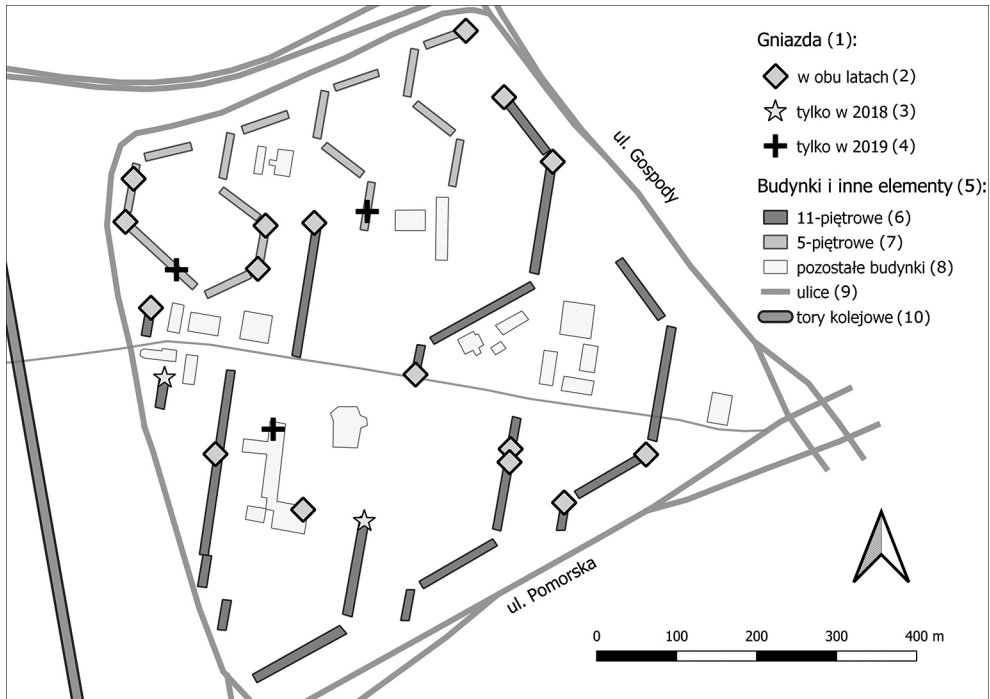 Gniazda (1):
w obu latach (2)
tylko w 2018 (3)
tylko w 2019 (4)
Budynki i inne elementy (5):
11-piętrowe (6)
5-piętrowe (7)
pozostałe budynki (8)
ulice (9)
tory kolejowe (10)
ul. Gospody
ul. Pomorska
0 100 200 300 400 m